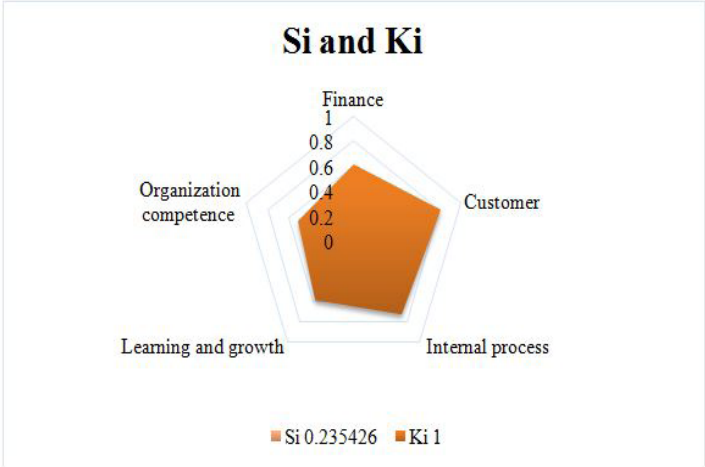 Si and Ki
Finance
1
0.8
0.6
0.4
0.2
0
Organization
competence
Customer
Learning and growth
Internal process
Si 0.235426 Ki 1